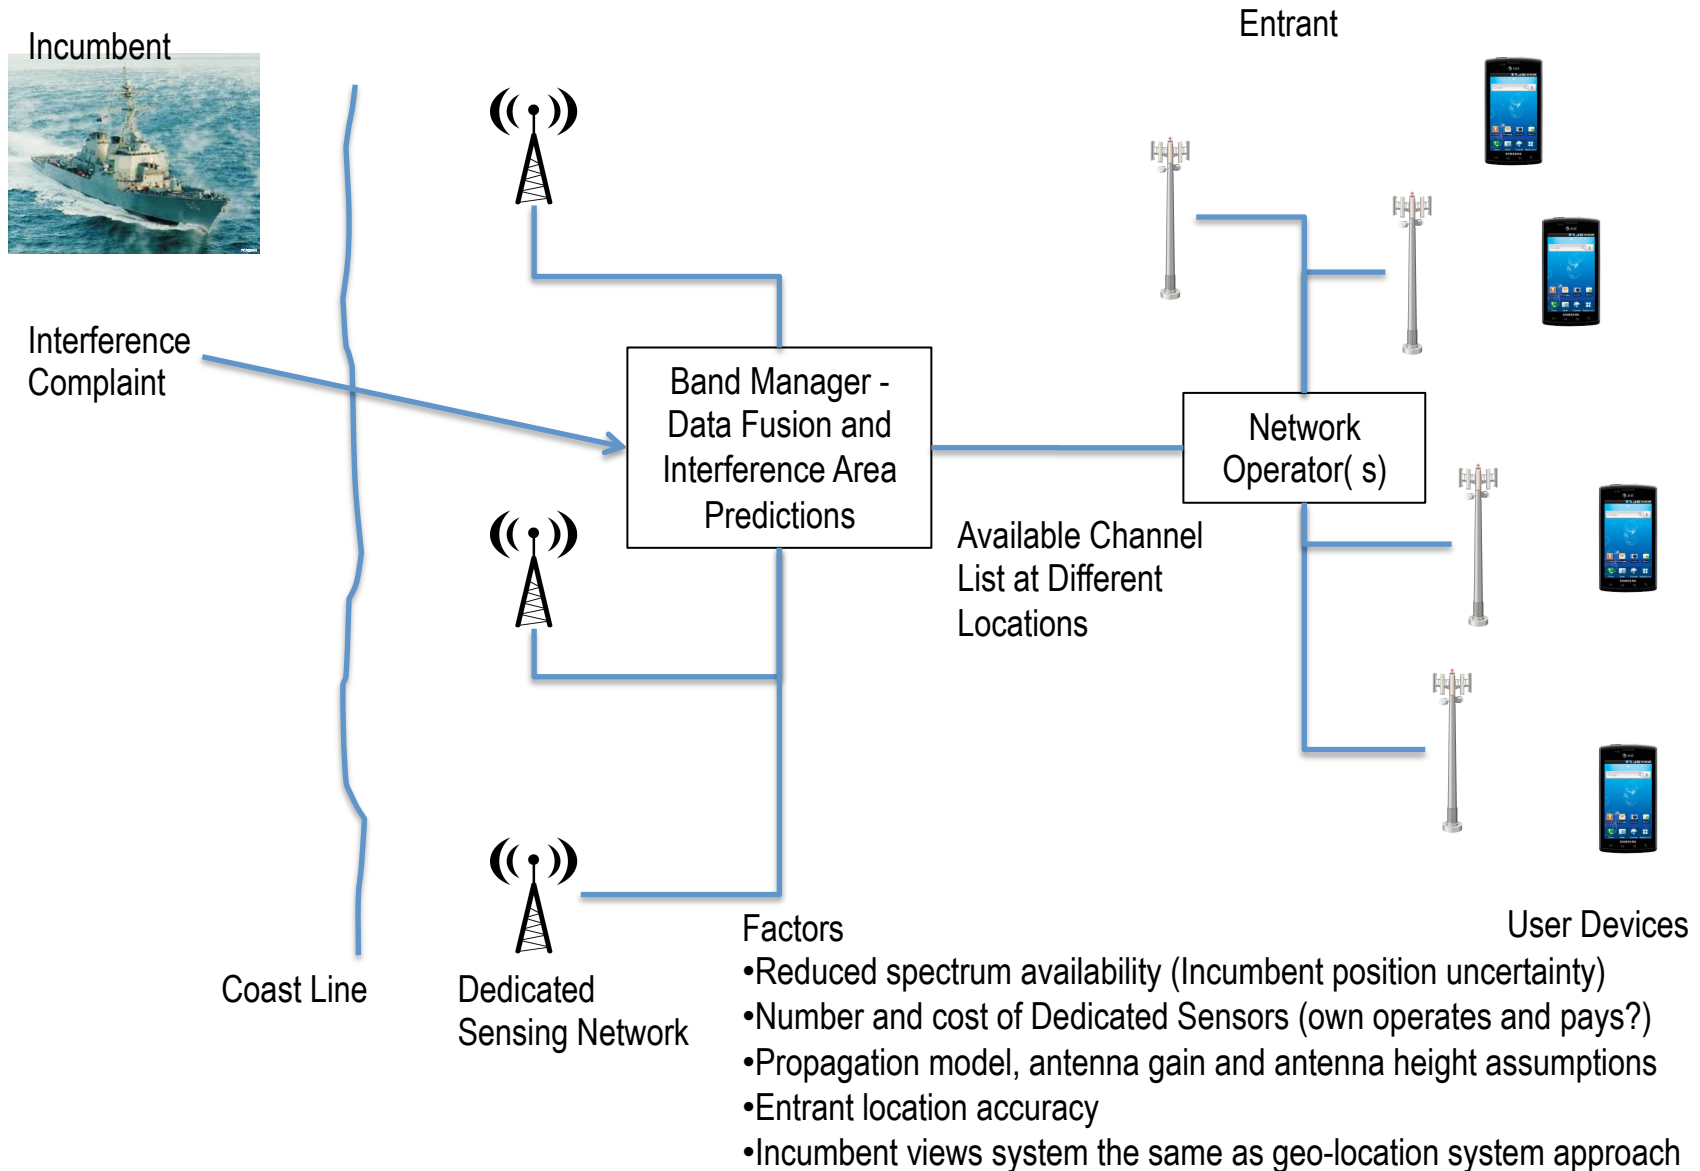 Incumbent
Entrant
Interference
Complaint
Band Manager -
Data Fusion and
Interference Area
Predictions
Network
Operator( s)
Available Channel
List at Different
Locations
Coast Line
Dedicated
Sensing Network
User Devices
Factors
•Reduced spectrum availability (Incumbent position uncertainty)
•Number and cost of Dedicated Sensors (own operates and pays?)
•Propagation model, antenna gain and antenna height assumptions
•Entrant location accuracy
•Incumbent views system the same as geo-location system approach